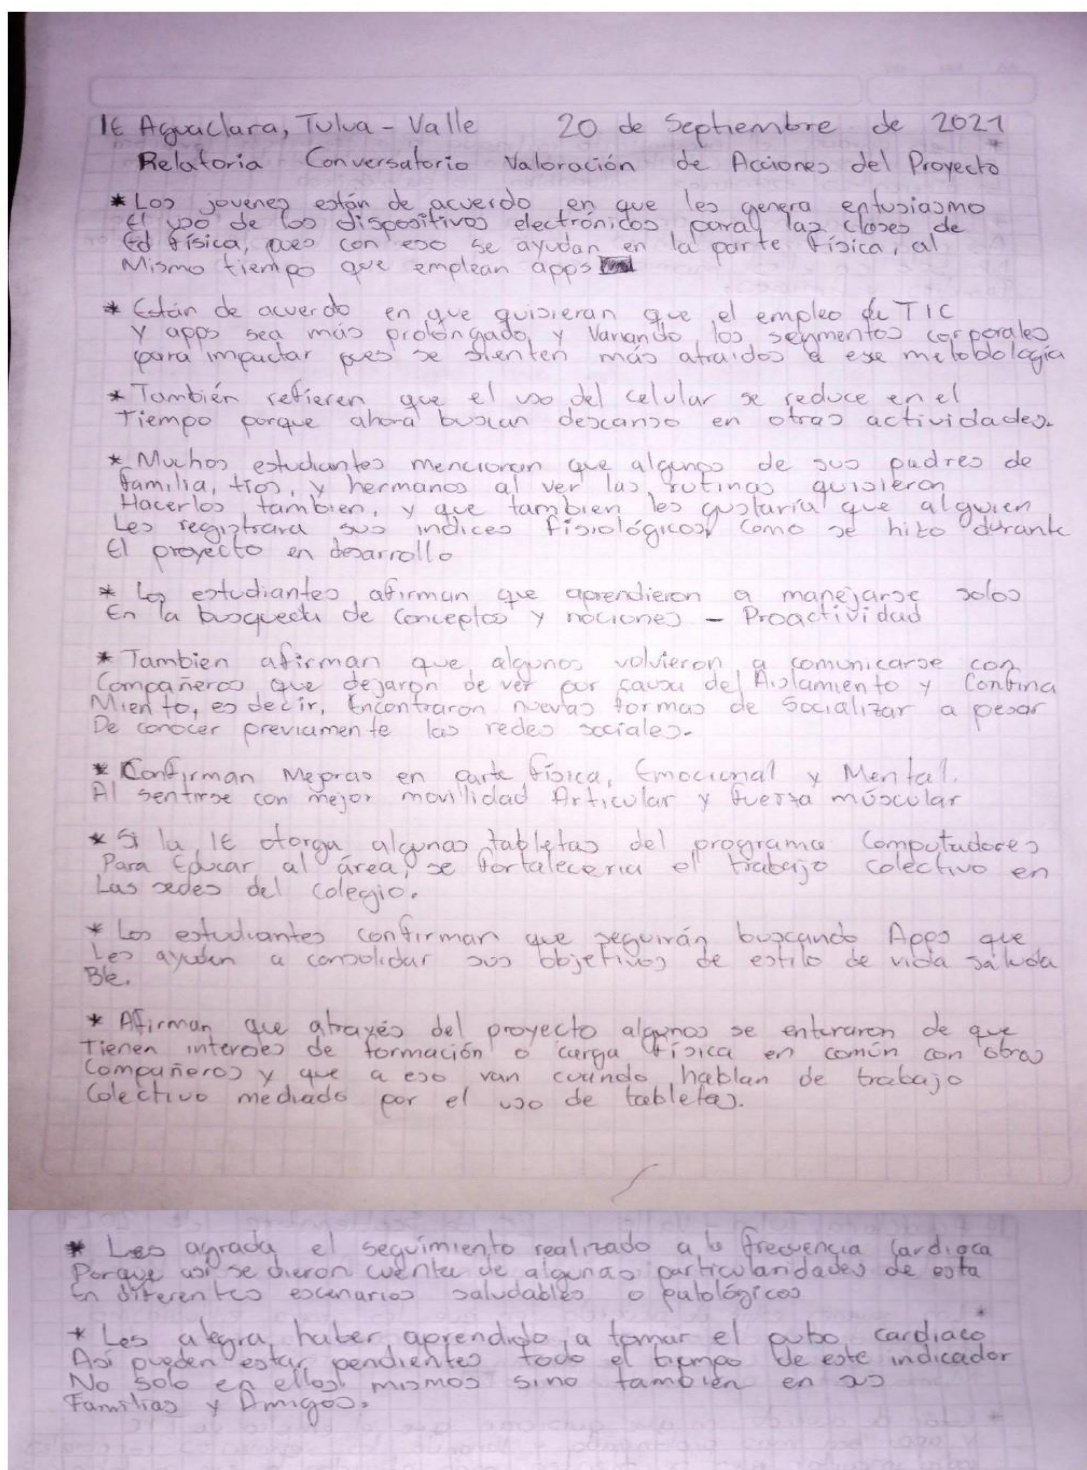 IE Aguaclara, Tulua - Valle 20 de Septiembre de 2021
Relatoria Conversatorio Valoración de Acciones del Proyecto
* Los jovenes están de acuerdo en que les genera entusiasmo
El uso de los dispositivos electrónicos para las clases de
Ed física, pues con eso se ayudan en la parte física, al
Mismo tiempo que emplean apps
* Están de acuerdo en que quisieran que el empleo de TIC
Y apps sea más prolongado y Variando los segmentos corporales
para impactar pues se sienten más atraidos a ese metodología
* También refieren que el uso del celular se reduce en el
Tiempo porque ahora buscan descanso en otras actividades.
* Muchos estudiantes mencionan que algunos de sus padres de
familia, tios, y hermanos al ver las rutinas quisieron
Hacerlos tambien, y que tambien les gustaría que alguien
Les registrara sus indices fisiológicos, como se hizo durante
El proyecto en desarrollo
* Los estudiantes afirman que aprendieron a manejarse solos
En la busqueda de conceptos y nociones - Proactividad
* Tambien afirman que algunos volvieron a comunicarse con
Compañeros que dejaron de ver por causa del Aislamiento y Confina
Miento, es decir, Encontraron nuevas formas de Socializar a pesar
De conocer previamente las redes sociales.
* Confirman Mejoras en parte física, Emocional y Mental.
Al sentirse con mejor movilidad Articular y fuerza múscular
* Si la IE otorga algunas tabletas del programa Computadores
Para Educar al área, se fortaleceria el trabajo colectivo en
Las sedes del colegio.
* Los estudiantes confirman que seguirán buscando Apps que
Les ayuden a consolidar sus objetivos de estilo de vida saluda
Ble.
* Afirman que através del proyecto algunos se enteraron de que
Tienen interses de formación o carga física en común con otros
Compañeros y que a eso van cuando hablan de trabajo
Colectivo mediado por el uso de tabletas.
* Les agrada el seguimiento realizado a la frecuencia Cardiaca
Porque asi se dieron cuenta de algunas particularidades de esta
En diferentes escenarios saludables o patológicos
* Les alegra haber aprendido a tomar el pulso cardiaco
Asi pueden estar pendientes todo el tiempo de este indicador
No solo en ellos mismos sino también en sus
Familias y Amigos.